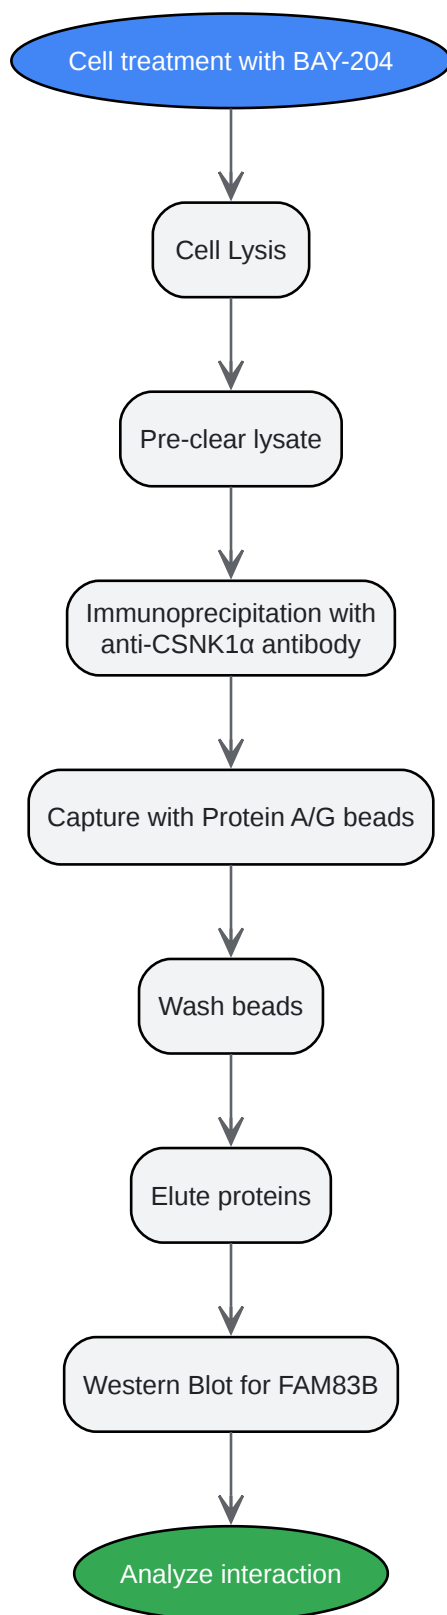 Cell treatment with BAY-204
Cell Lysis
Pre-clear lysate
Immunoprecipitation with
anti-CSNK1α antibody
Capture with Protein A/G beads
Wash beads
Elute proteins
Western Blot for FAM83B
Analyze interaction